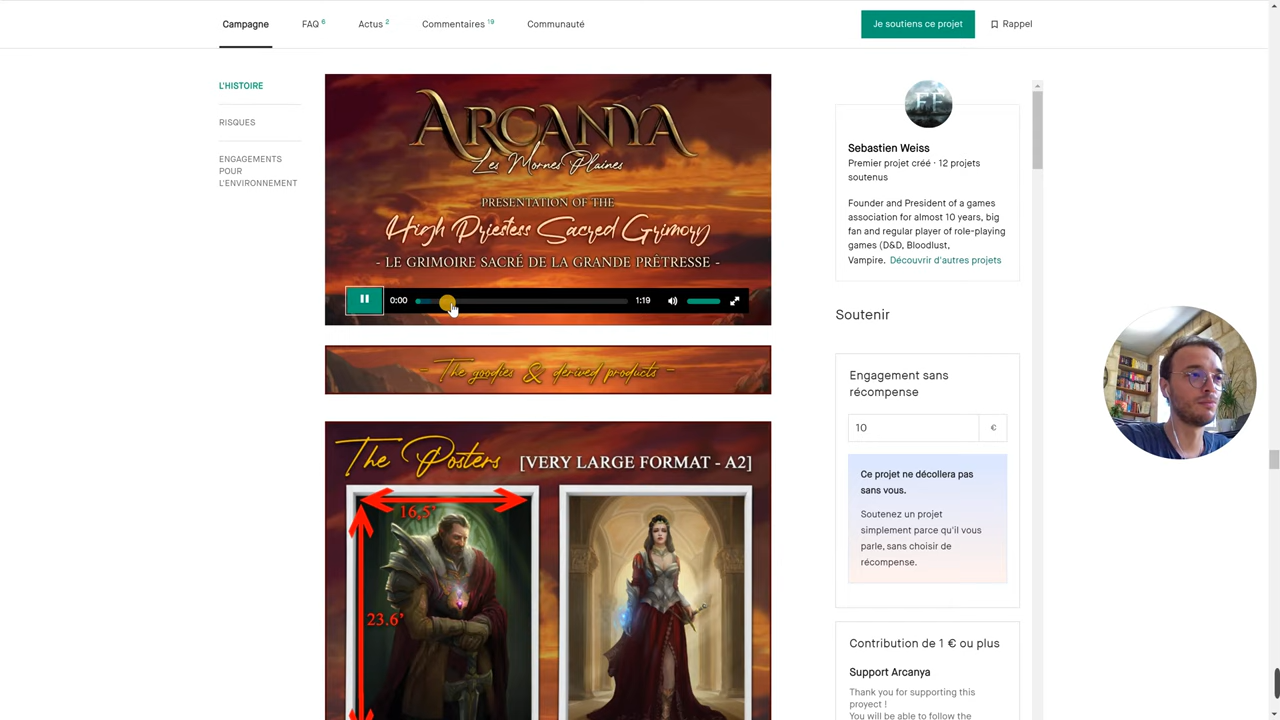 Campagne
FAQ 6
Actus 2
Commentaires 19
Communauté
Je soutiens ce projet
Rappel
L'HISTOIRE
RISQUES
ENGAGEMENTS
POUR
L'ENVIRONNEMENT
ARCANYA
Les Mornes Plaines
PRESENTATION OF THE
High Priestess Sacred Grimory
- LE GRIMOIRE SACRÉ DE LA GRANDE PRÊTRESSE -
0:00
1:19
- The goodies & derived products -
The Posters [VERY LARGE FORMAT - A2]
16,5'
23.6'
FF
Sebastien Weiss
Premier projet créé · 12 projets
soutenus
Founder and President of a games
association for almost 10 years, big
fan and regular player of role-playing
games (D&D, Bloodlust,
Vampire. Découvrir d'autres projets
Soutenir
Engagement sans
récompense
10 €
Ce projet ne décollera pas
sans vous.
Soutenez un projet
simplement parce qu'il vous
parle, sans choisir de
récompense.
Contribution de 1 € ou plus
Support Arcanya
Thank you for supporting this
proyect !
You will be able to follow the